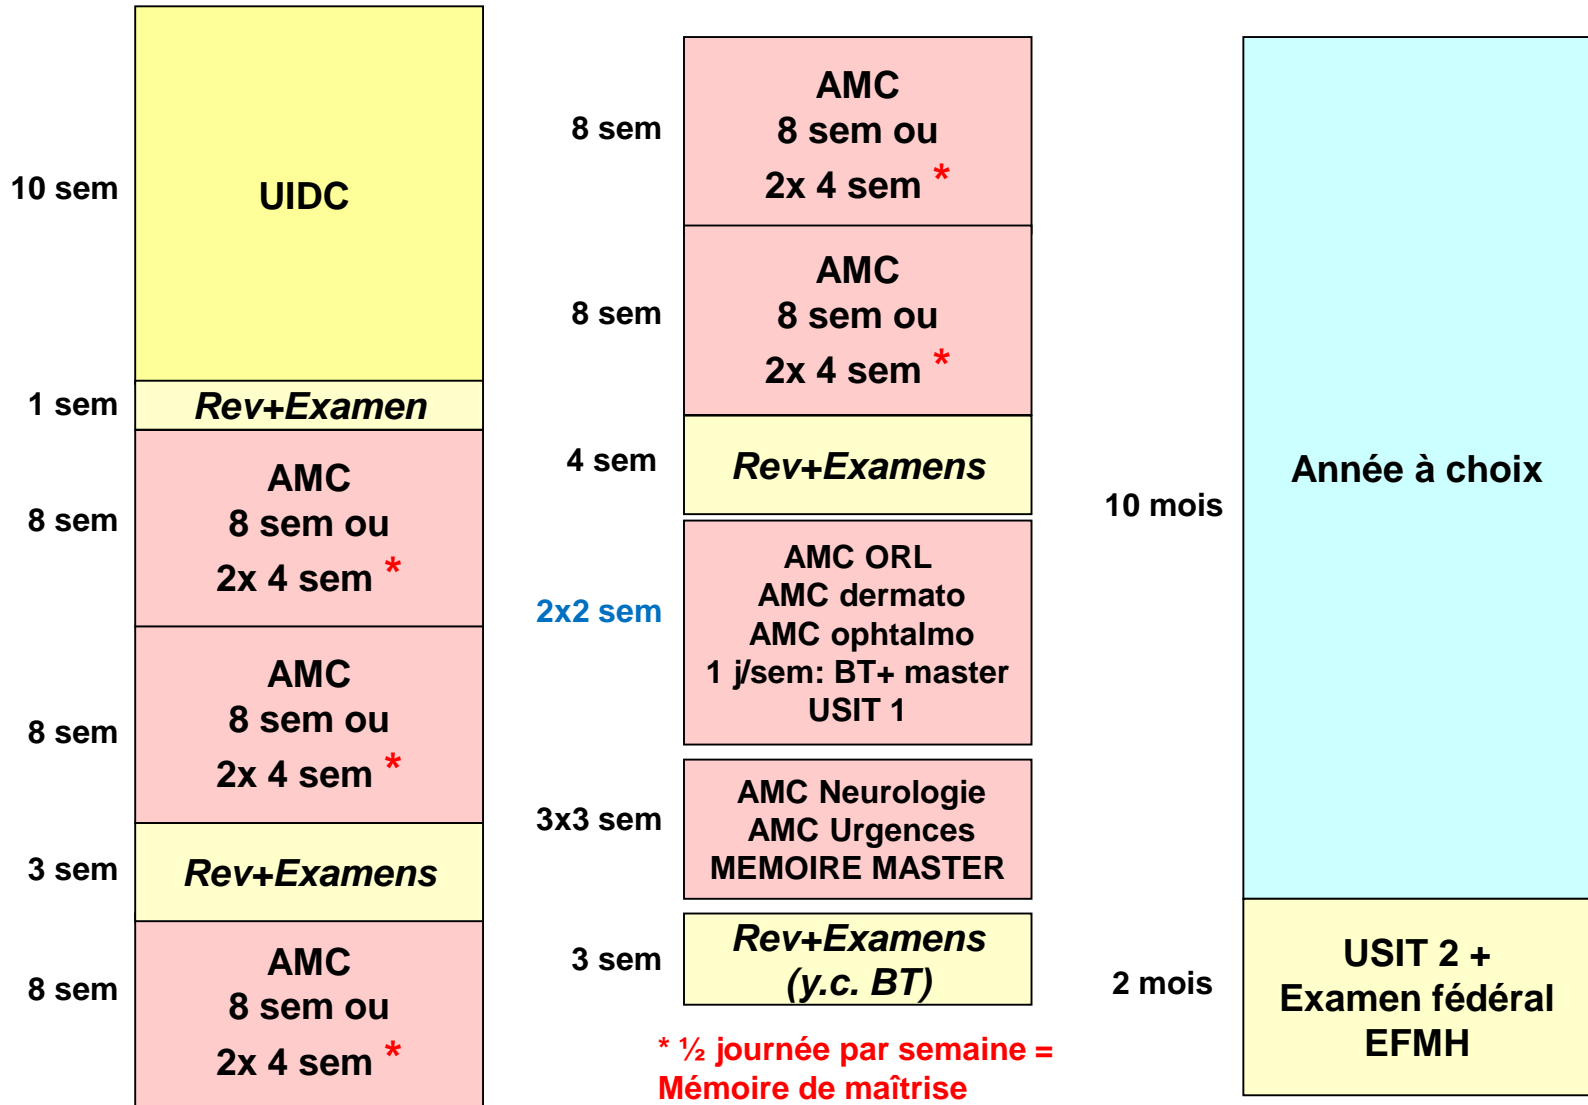 10 sem
UIDC
1 sem
Rev+Examen
8 sem
AMC
8 sem ou
2x 4 sem *
8 sem
AMC
8 sem ou
2x 4 sem *
3 sem
Rev+Examens
8 sem
AMC
8 sem ou
2x 4 sem *
8 sem
AMC
8 sem ou
2x 4 sem *
8 sem
AMC
8 sem ou
2x 4 sem *
4 sem
Rev+Examens
2x2 sem
AMC ORL
AMC dermato
AMC ophtalmo
1 j/sem: BT+ master
USIT 1
3x3 sem
AMC Neurologie
AMC Urgences
MEMOIRE MASTER
3 sem
Rev+Examens
(y.c. BT)
* ½ journée par semaine =
Mémoire de maîtrise
10 mois
Année à choix
2 mois
USIT 2 +
Examen fédéral
EFMH